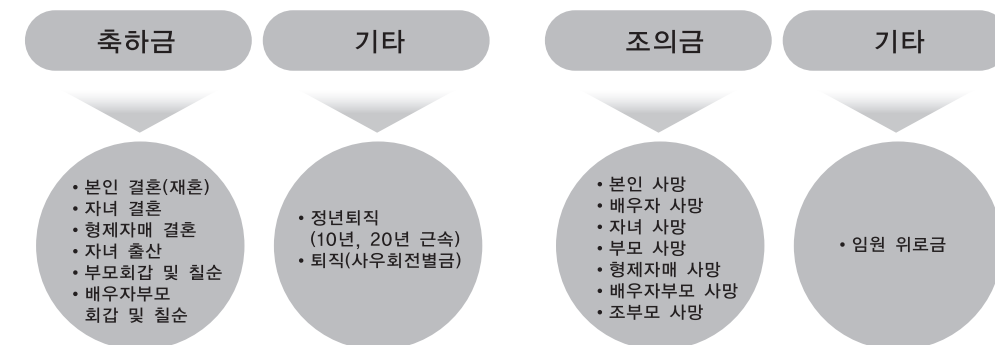 축하금
• 본인 결혼(재혼)
• 자녀 결혼
• 형제자매 결혼
• 자녀 출산
• 부모회갑 및 칠순
• 배우자부모
회갑 및 칠순
기타
• 정년퇴직
(10년, 20년 근속)
• 퇴직(사우회전별금)
조의금
• 본인 사망
• 배우자 사망
• 자녀 사망
• 부모 사망
• 형제자매 사망
• 배우자부모 사망
• 조부모 사망
기타
• 임원 위로금